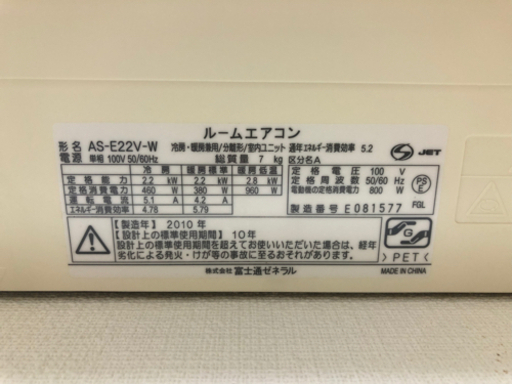 ルームエアコン
形名 AS-E22V-W 冷房・暖房兼用/分離形/室内ユニット 通年エネルギー消費効率 5.2
電源 単相 100V 50/60Hz 総質量 7 kg 区分名A
冷房 暖房標準 暖房低温
定格能力 2.2 kW 2.2 kW 2.8 kW
定格消費電力 460 W 380 W 960 W
運転電流 5.1 A 4.2 A
エネルギー消費効率 4.78 5.79
定格電圧 100 V
定格周波数 50/60 Hz
電動機の定格消費電力 800 W
製造番号 E 081577
JET
PS
E
FGL
【製造年】2010年
【設計上の標準使用期間】10年
設計上の標準使用期間を超えてお使いいただいた場合は、経年
劣化による発火・けが等の事故に至るおそれがあります。
G
>PET<
株式会社 富士通ゼネラル
MADE IN CHINA